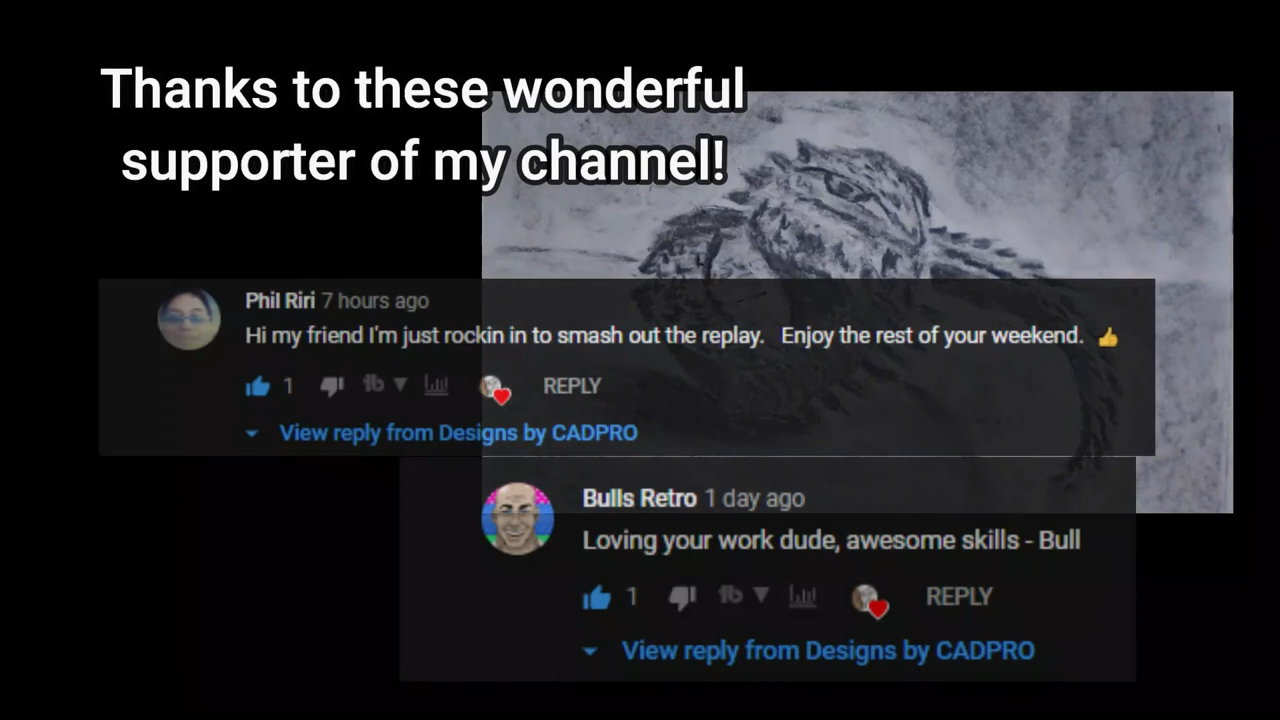 Thanks to these wonderful
supporter of my channel!
Phil Riri 7 hours ago
Hi my friend I'm just rockin in to smash out the replay. Enjoy the rest of your weekend. 👍
1 tb REPLY
View reply from Designs by CADPRO
Bulls Retro 1 day ago
Loving your work dude, awesome skills - Bull
1 tb REPLY
View reply from Designs by CADPRO